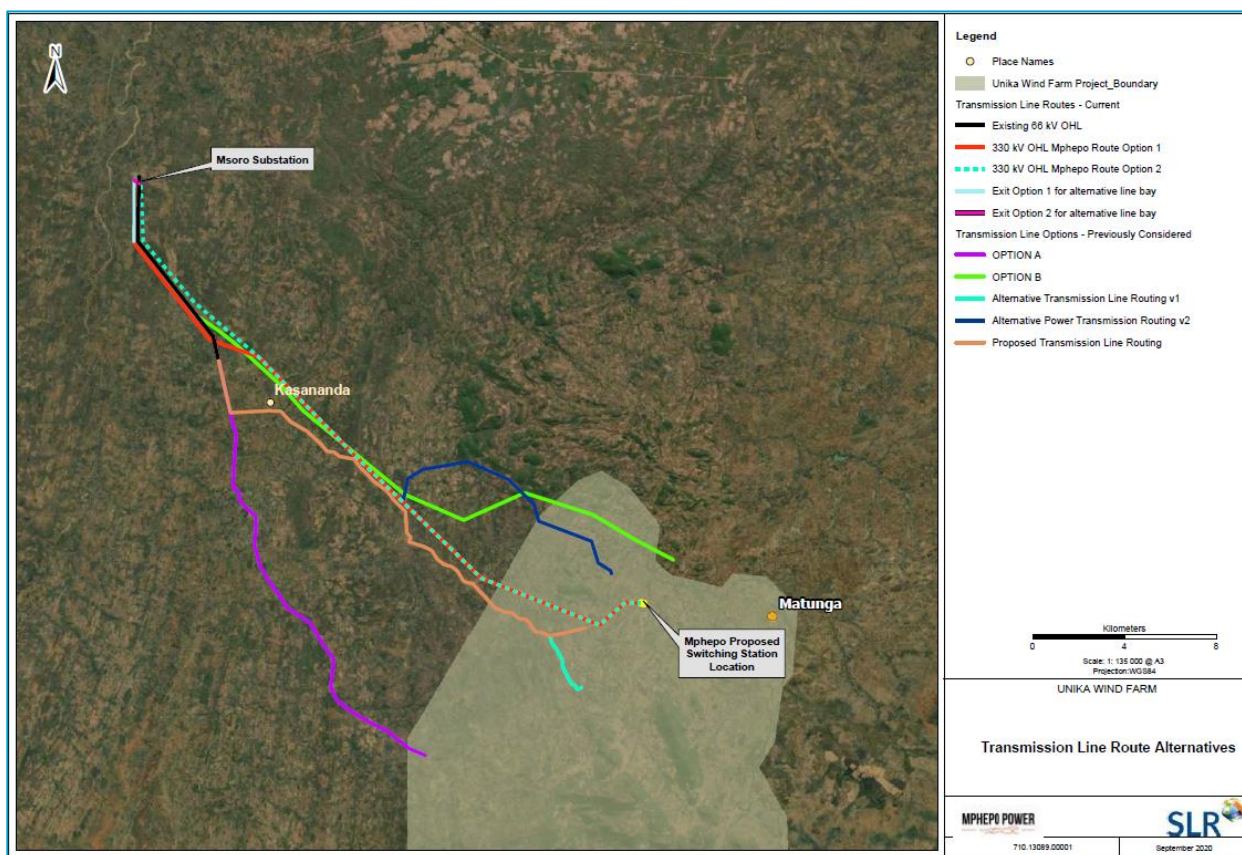 N
Msoro Substation
Kasananda
Matunga
Mphepo Proposed
Switching Station
Location
Legend
Place Names
Unika Wind Farm Project_Boundary
Transmission Line Routes - Current
Existing 66 kV OHL
330 kV OHL Mphepo Route Option 1
330 kV OHL Mphepo Route Option 2
Exit Option 1 for alternative line bay
Exit Option 2 for alternative line bay
Transmission Line Options - Previously Considered
OPTION A
OPTION B
Alternative Transmission Line Routing v1
Alternative Power Transmission Routing v2
Proposed Transmission Line Routing
Kilometers
0 4 8
Scale: 1: 135 000 @ A3
Projection:WGS84
UNIKA WIND FARM
Transmission Line Route Alternatives
MPHEPO POWER
SLR
710.13089.00001
September 2020